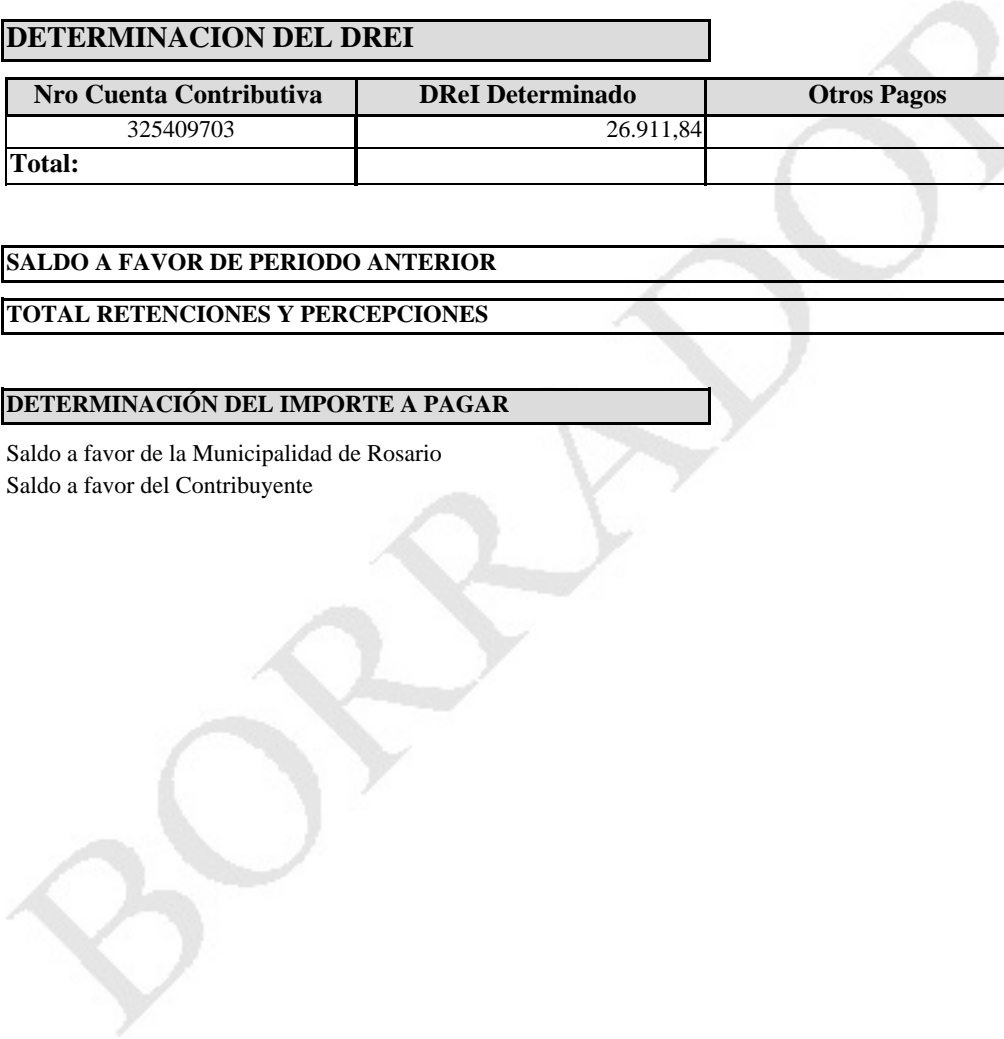 DETERMINACION DEL DREI
Nro Cuenta Contributiva DReI Determinado Otros Pagos
325409703 26.911,84
Total:
SALDO A FAVOR DE PERIODO ANTERIOR
TOTAL RETENCIONES Y PERCEPCIONES
DETERMINACIÓN DEL IMPORTE A PAGAR
Saldo a favor de la Municipalidad de Rosario
Saldo a favor del Contribuyente
BORRADOR